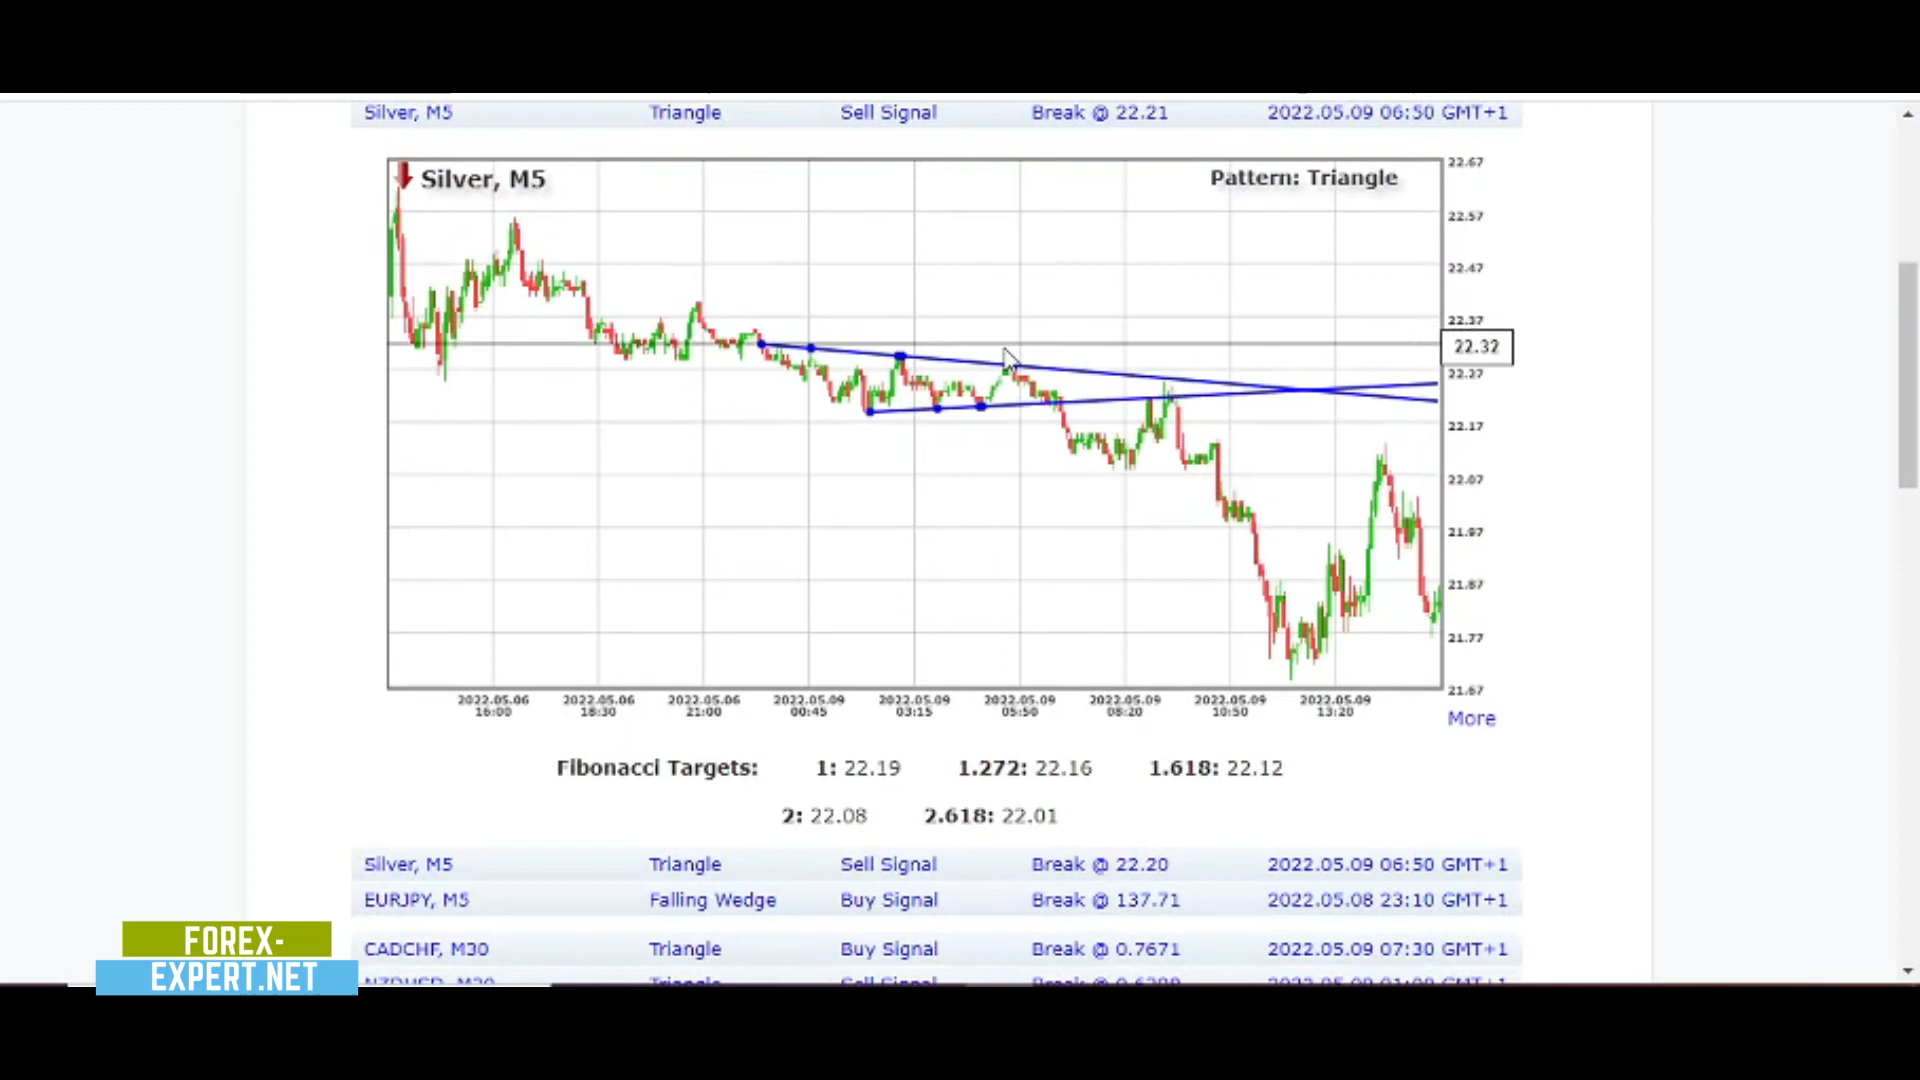 Silver, M5 Triangle Sell Signal Break @ 22.21 2022.05.09 06:50 GMT+1
Silver, M5 Pattern: Triangle
22.67
22.57
22.47
22.37
22.32
22.27
22.17
22.07
21.97
21.87
21.77
21.67
2022.05.06 2022.05.06 2022.05.06 2022.05.09 2022.05.09 2022.05.09 2022.05.09 2022.05.09 2022.05.09
16:00 18:30 21:00 00:45 03:15 05:50 08:20 10:50 13:20
More
Fibonacci Targets: 1: 22.19 1.272: 22.16 1.618: 22.12
2: 22.08 2.618: 22.01
Silver, M5 Triangle Sell Signal Break @ 22.20 2022.05.09 06:50 GMT+1
EURJPY, M5 Falling Wedge Buy Signal Break @ 137.71 2022.05.08 23:10 GMT+1
CADCHF, M30 Triangle Buy Signal Break @ 0.7671 2022.05.09 07:30 GMT+1
Triangle Sell Signal
FOREX-
EXPERT.NET